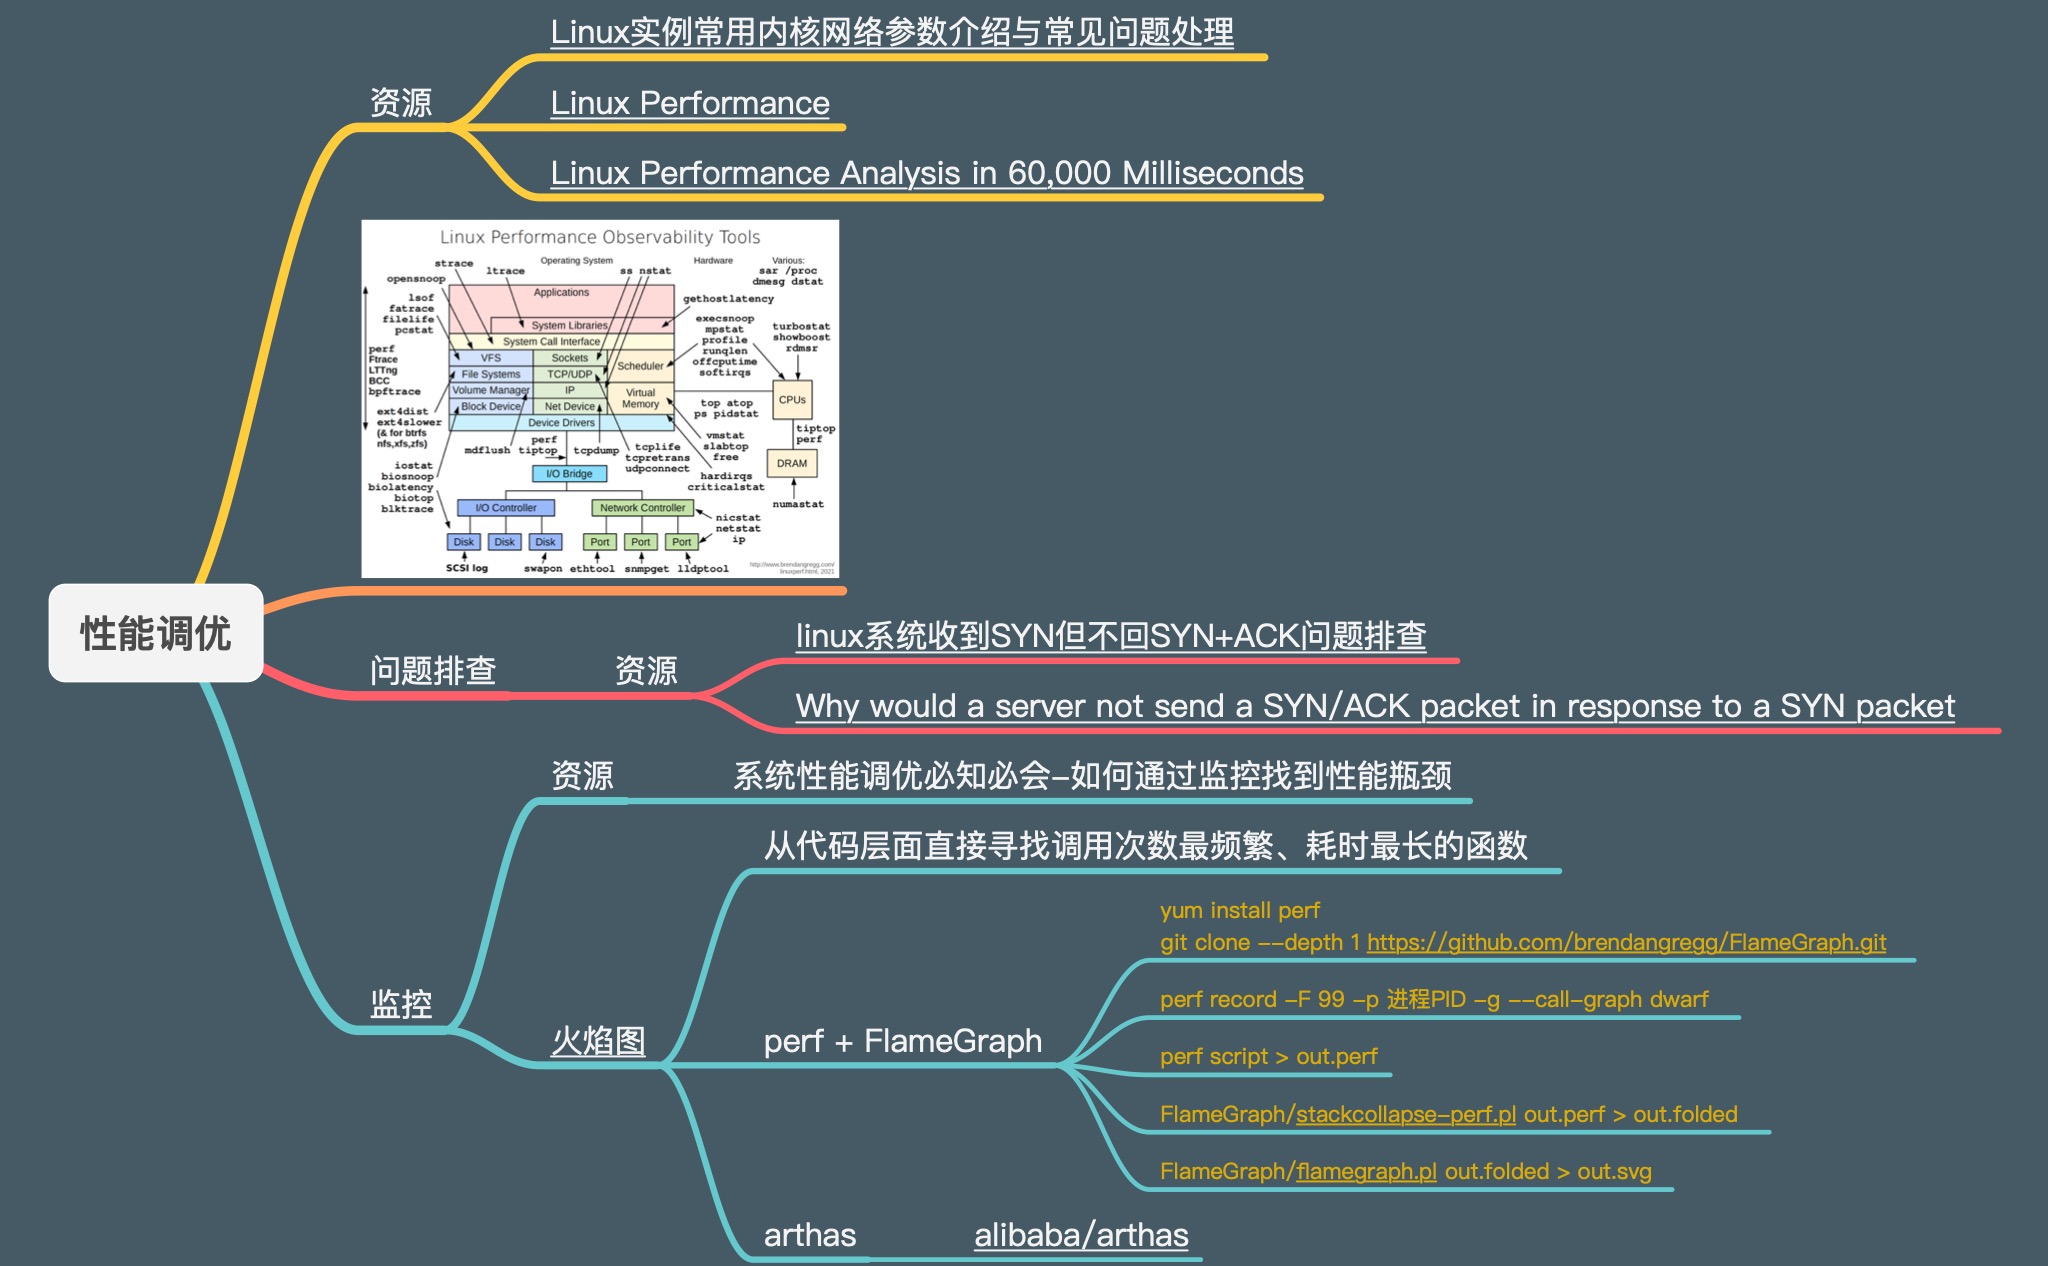 性能调优
资源
Linux实例常用内核网络参数介绍与常见问题处理
Linux Performance
Linux Performance Analysis in 60,000 Milliseconds
Linux Performance Observability Tools
Operating System
Hardware
Various:
sar /proc
dmesg dstat
strace
ltrace
ss nstat
opensnoop
lsof
fatrace
filelife
pcstat
perf
Ftrace
LTTng
BCC
bpftrace
ext4dist
ext4slower
(& for btrfs
nfs,xfs,zfs)
iostat
biosnoop
biolatency
biotop
blktrace
Applications
System Libraries
System Call Interface
VFS
Sockets
Scheduler
File Systems
TCP/UDP
Volume Manager
IP
Virtual
Memory
Block Device
Net Device
Device Drivers
gethostlatency
execsnoop
mpstat
profile
runqlen
offcputime
softirqs
turbostat
showboost
rdmsr
CPUs
top atop
ps pidstat
tiptop
perf
vmstat
slabtop
free
DRAM
hardirqs
criticalstat
numastat
perf
mdflush tiptop
tcpdump
tcplife
tcpretrans
udpconnect
I/O Bridge
I/O Controller
Network Controller
nicstat
netstat
ip
Disk
Disk
Disk
Port
Port
Port
SCSI log
swapon
ethtool
snmpget
lldptool
http://www.brendangregg.com/
linuxperf.html, 2021
问题排查
资源
linux系统收到SYN但不回SYN+ACK问题排查
Why would a server not send a SYN/ACK packet in response to a SYN packet
监控
资源
系统性能调优必知必会-如何通过监控找到性能瓶颈
火焰图
从代码层面直接寻找调用次数最频繁、耗时最长的函数
perf + FlameGraph
yum install perf
git clone --depth 1 https://github.com/brendangregg/FlameGraph.git
perf record -F 99 -p 进程PID -g --call-graph dwarf
perf script > out.perf
FlameGraph/stackcollapse-perf.pl out.perf > out.folded
FlameGraph/flamegraph.pl out.folded > out.svg
arthas
alibaba/arthas